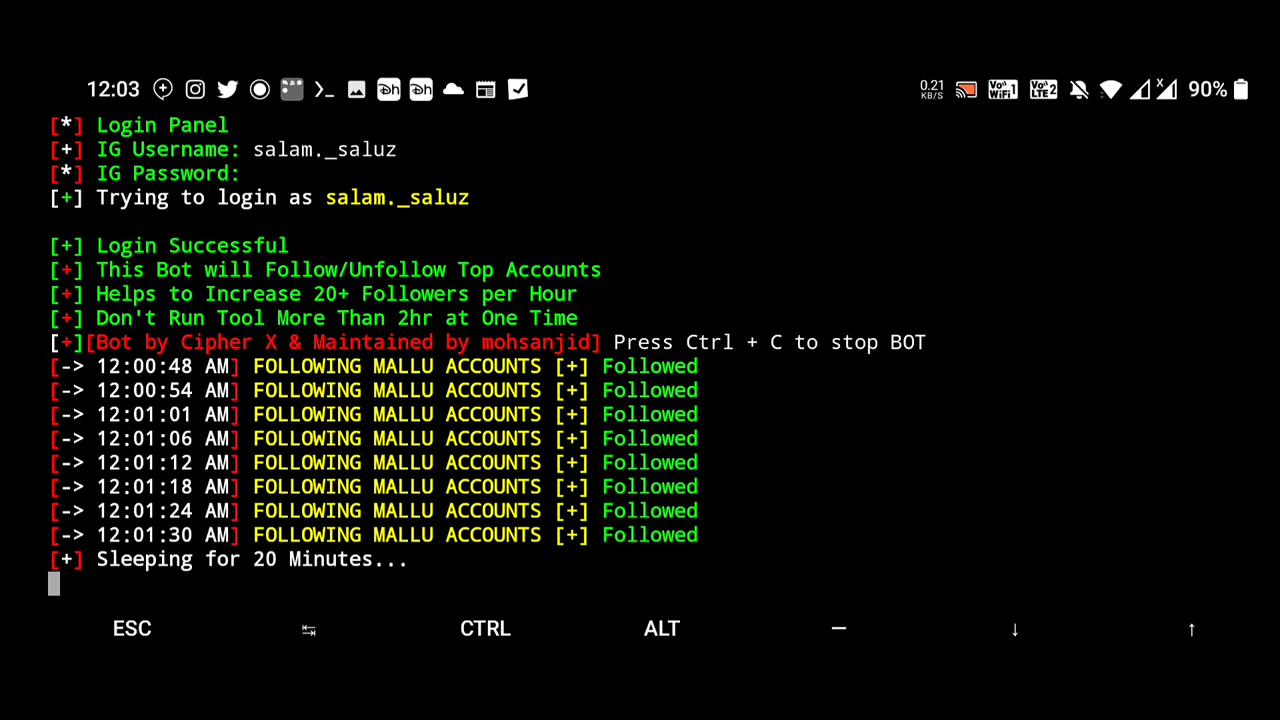 12:03 0.21 KB/S Vo WiFi 1 Vo LTE 2 X 90%
[*] Login Panel
[+] IG Username: salam._saluz
[*] IG Password:
[+] Trying to login as salam._saluz
[+] Login Successful
[+] This Bot will Follow/Unfollow Top Accounts
[+] Helps to Increase 20+ Followers per Hour
[+] Don't Run Tool More Than 2hr at One Time
[+][Bot by Cipher X & Maintained by mohsanjid] Press Ctrl + C to stop BOT
[-> 12:00:48 AM] FOLLOWING MALLU ACCOUNTS [+] Followed
[-> 12:00:54 AM] FOLLOWING MALLU ACCOUNTS [+] Followed
[-> 12:01:01 AM] FOLLOWING MALLU ACCOUNTS [+] Followed
[-> 12:01:06 AM] FOLLOWING MALLU ACCOUNTS [+] Followed
[-> 12:01:12 AM] FOLLOWING MALLU ACCOUNTS [+] Followed
[-> 12:01:18 AM] FOLLOWING MALLU ACCOUNTS [+] Followed
[-> 12:01:24 AM] FOLLOWING MALLU ACCOUNTS [+] Followed
[-> 12:01:30 AM] FOLLOWING MALLU ACCOUNTS [+] Followed
[+] Sleeping for 20 Minutes...
ESC ↹ CTRL ALT — ↓ ↑